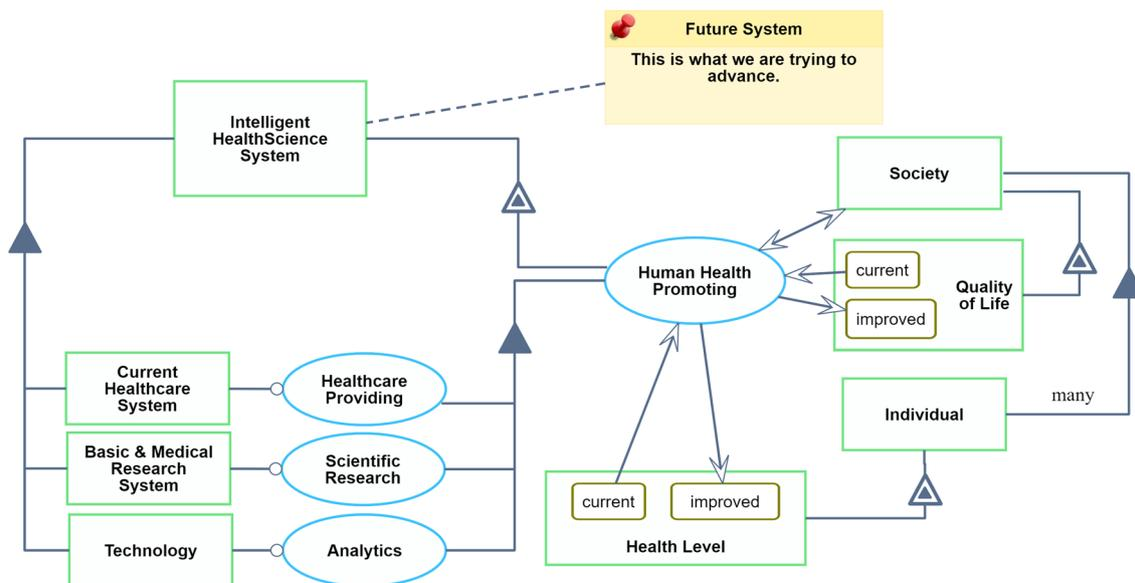 Future System
This is what we are trying to
advance.
Intelligent
HealthScience
System
Society
Human Health
Promoting
current
improved
Quality
of Life
Current
Healthcare
System
Healthcare
Providing
many
Individual
Basic & Medical
Research
System
Scientific
Research
current
improved
Health Level
Technology
Analytics